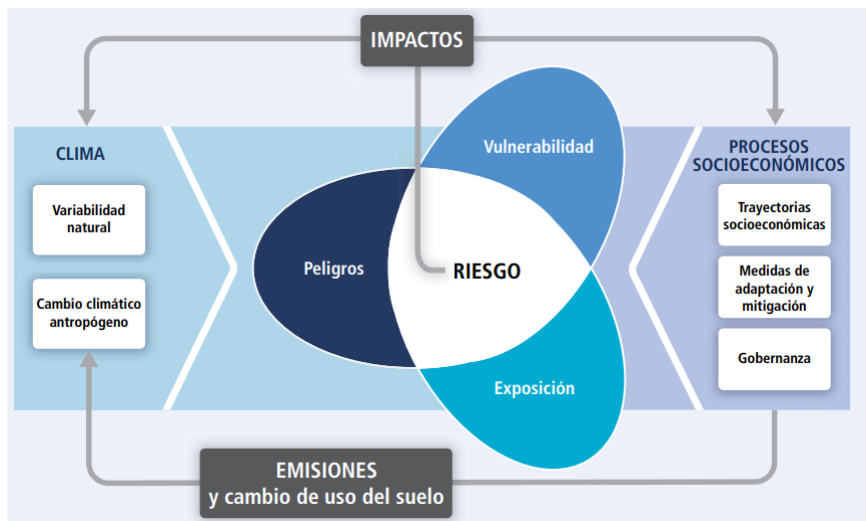 IMPACTOS
CLIMA
Variabilidad
natural
Cambio climático
antropógeno
Vulnerabilidad
Peligros
RIESGO
Exposición
PROCESOS
SOCIOECONÓMICOS
Trayectorias
socioeconómicas
Medidas de
adaptación y
mitigación
Gobernanza
EMISIONES
y cambio de uso del suelo